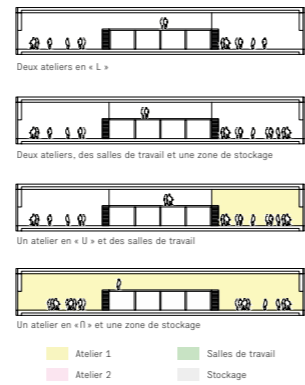 Deux ateliers en « L »
Deux ateliers, des salles de travail et une zone de stockage
Un atelier en « U » et des salles de travail
Un atelier en « Π » et une zone de stockage
Atelier 1
Salles de travail
Atelier 2
Stockage